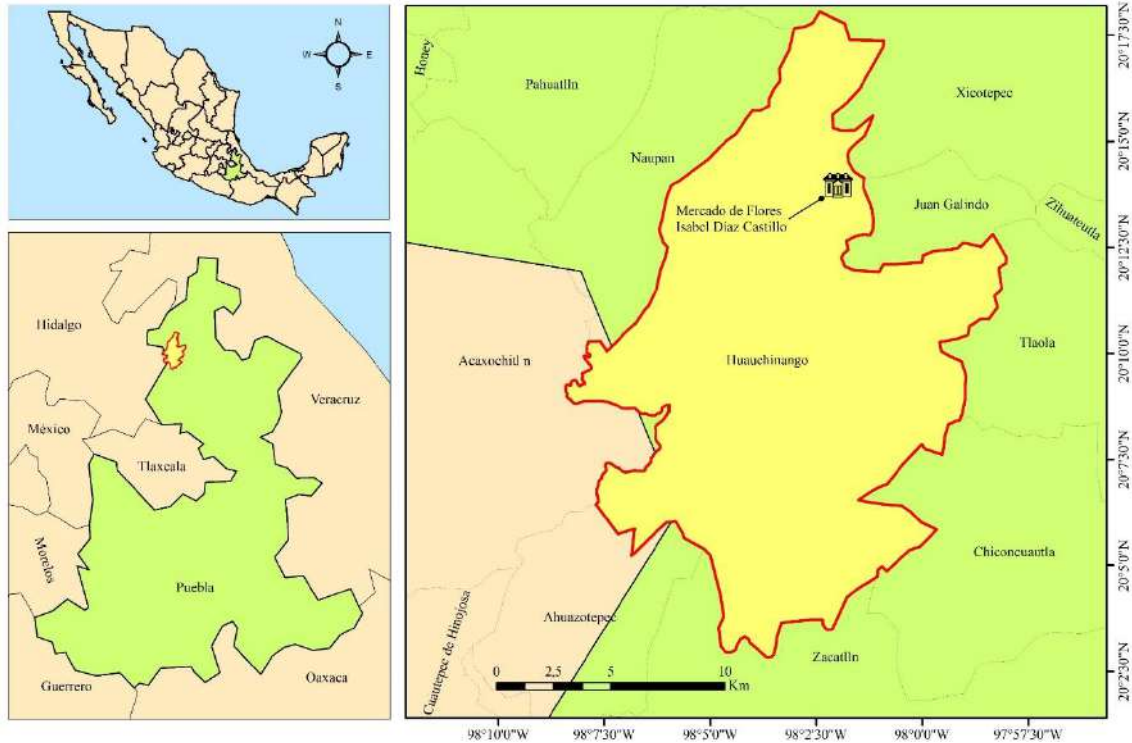 N
W
E
S
Hidalgo
México
Tlaxcala
Veracruz
Morelos
Puebla
Guerrero
Oaxaca
Honey
Pahuatlln
Xicotepec
Naupan
Mercado de Flores
Isabel Díaz Castillo
Juan Galindo
Zihuateutla
Acaxochitl n
Huauchinango
Tlaola
Chiconcuautla
Ahuazotepec
Cuautepec de Hinojosa
Zacatlln
0 2,5 5 10
Km
20°17'30"N
20°15'0"N
20°12'30"N
20°10'0"N
20°7'30"N
20°5'0"N
20°2'30"N
98°10'0"W 98°7'30"W 98°5'0"W 98°2'30"W 98°0'0"W 97°57'30"W